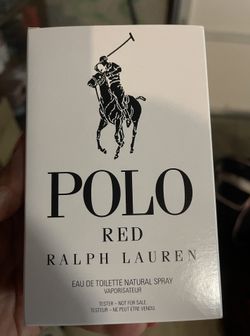 POLO
RED
RALPH LAUREN
EAU DE TOILETTE NATURAL SPRAY
VAPORISATEUR
TESTER - NOT FOR SALE.
TESTEUR - NE PEUT ÊTRE VENDU.